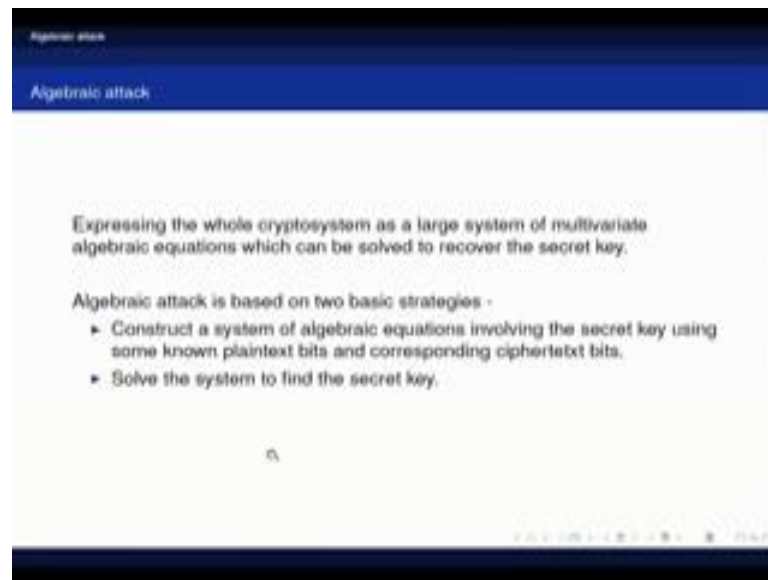 Algebraic attack
Algebraic attack
Expressing the whole cryptosystem as a large system of multivariate
algebraic equations which can be solved to recover the secret key.
Algebraic attack is based on two basic strategies -
► Construct a system of algebraic equations involving the secret key using
some known plaintext bits and corresponding ciphertetxt bits.
► Solve the system to find the secret key.